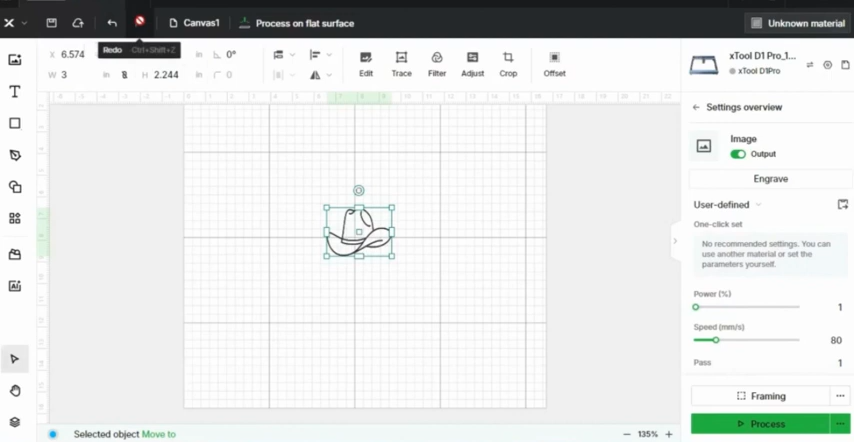 Canvas1
Process on flat surface
Unknown material
Redo Ctrl+Shift+Z
X 6.574 in 0°
W 3 in H 2.244 in 0
Edit
Trace
Filter
Adjust
Crop
Offset
xTool D1 Pro_1...
xTool D1Pro
Settings overview
Image
Output
Engrave
User-defined
One-click set
No recommended settings. You can
use another material or set the
parameters yourself.
Power (%)
1
Speed (mm/s)
80
Pass
1
Framing
Process
Selected object Move to
135%